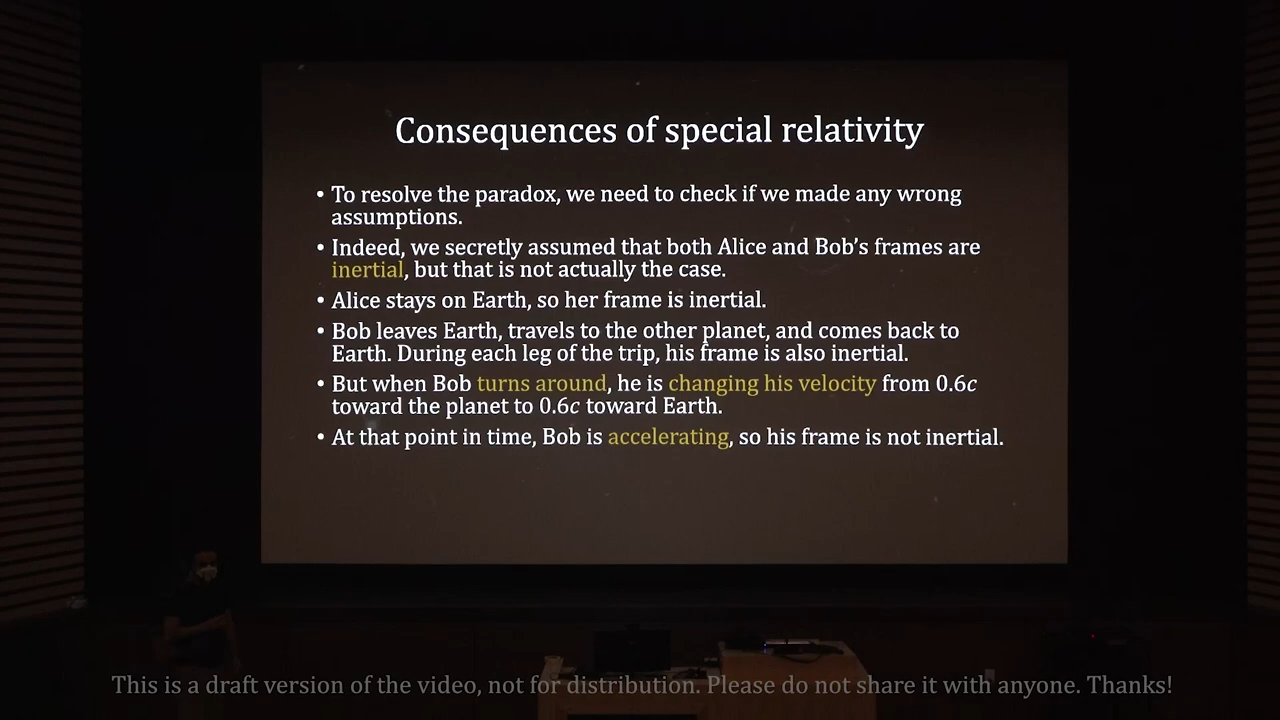 Consequences of special relativity
• To resolve the paradox, we need to check if we made any wrong
assumptions.
• Indeed, we secretly assumed that both Alice and Bob's frames are
inertial, but that is not actually the case.
• Alice stays on Earth, so her frame is inertial.
• Bob leaves Earth, travels to the other planet, and comes back to
Earth. During each leg of the trip, his frame is also inertial.
• But when Bob turns around, he is changing his velocity from 0.6c
toward the planet to 0.6c toward Earth.
• At that point in time, Bob is accelerating, so his frame is not inertial.
This is a draft version of the video, not for distribution. Please do not share it with anyone. Thanks!